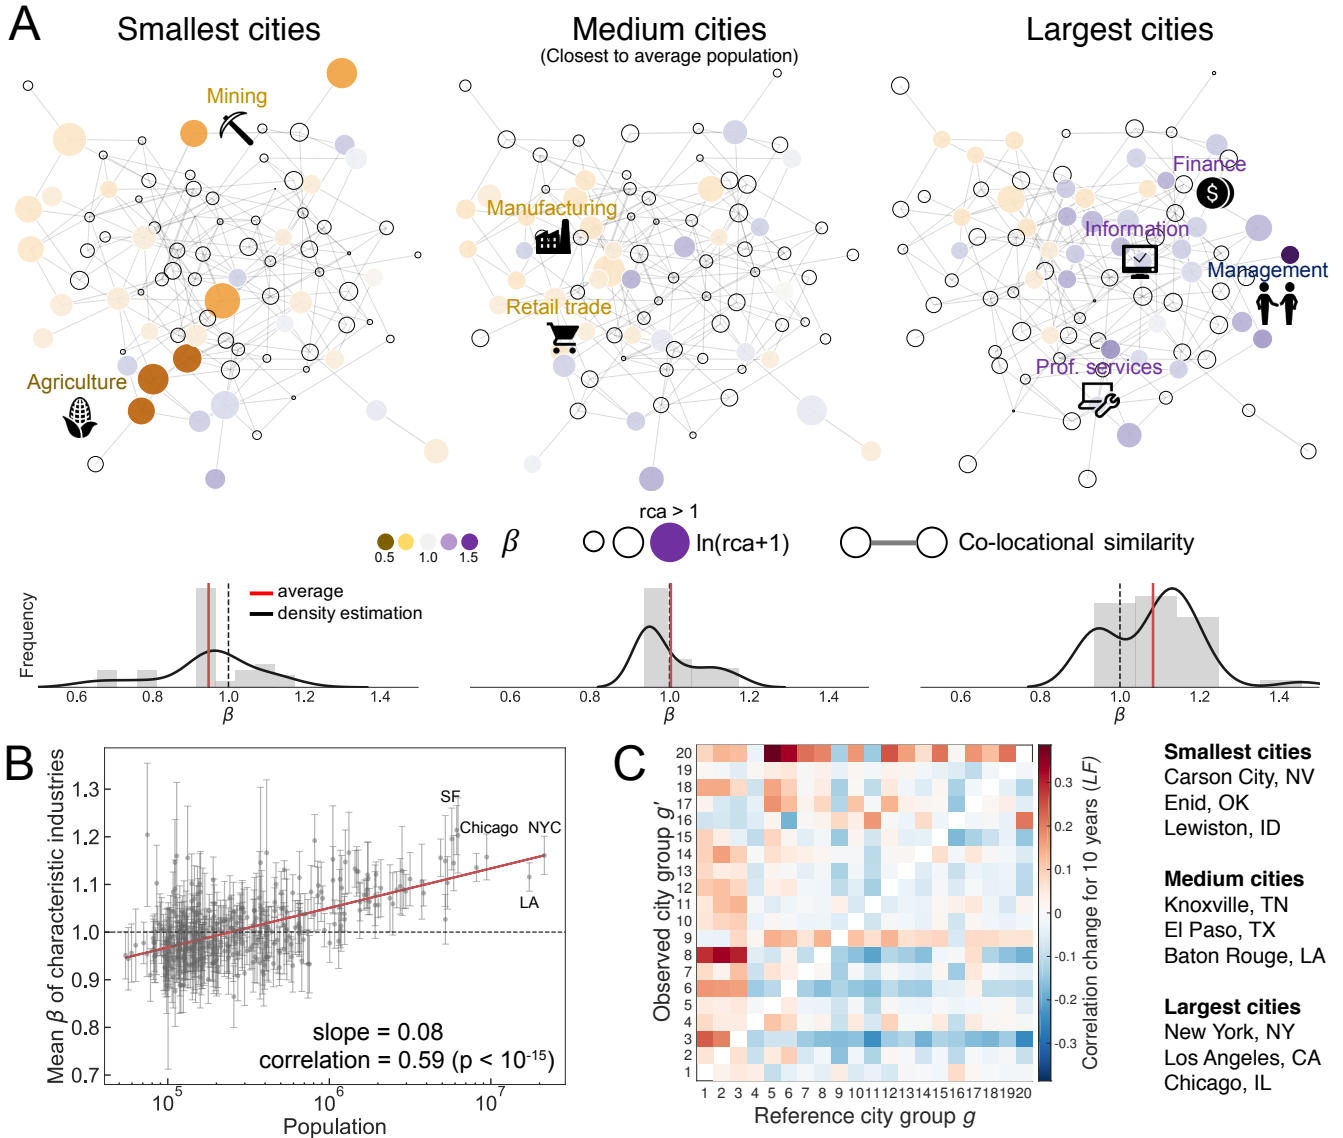 A
Smallest cities
Medium cities
(Closest to average population)
Largest cities
Mining
Agriculture
Manufacturing
Retail trade
Finance
$
Information
Management
Prof. services
rca > 1
0.5 1.0 1.5 β
ln(rca+1)
Co-locational similarity
average
density estimation
Frequency
0.6 0.8 1.0 1.2 1.4
β
0.6 0.8 1.0 1.2 1.4
β
0.6 0.8 1.0 1.2 1.4
β
B
Mean β of characteristic industries
1.3
1.2
1.1
1.0
0.9
0.8
0.7
SF
Chicago
NYC
LA
slope = 0.08
correlation = 0.59 (p < 10-15)
105 106 107
Population
C
Observed city group g'
20
19
18
17
16
15
14
13
12
11
10
9
8
7
6
5
4
3
2
1
1 2 3 4 5 6 7 8 9 10 11 12 13 14 15 16 17 18 19 20
Reference city group g
0.3
0.2
0.1
0
-0.1
-0.2
-0.3
Correlation change for 10 years (LF)
Smallest cities
Carson City, NV
Enid, OK
Lewiston, ID
Medium cities
Knoxville, TN
El Paso, TX
Baton Rouge, LA
Largest cities
New York, NY
Los Angeles, CA
Chicago, IL